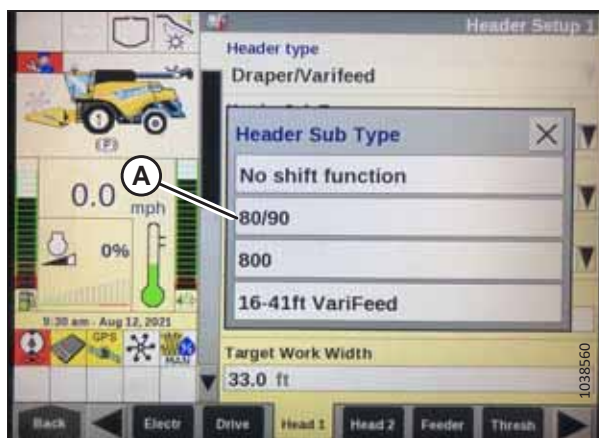 Header Setup 1
Header type
Draper/Varifeed
Header Sub Type
No shift function
80/90
800
16-41ft VariFeed
A
(P)
0.0 mph
0%
9:30 am - Aug 12, 2021
GPS
MAN
Target Work Width
33.0 ft
1038560
Back
Electr
Drive
Head 1
Head 2
Feeder
Thresh